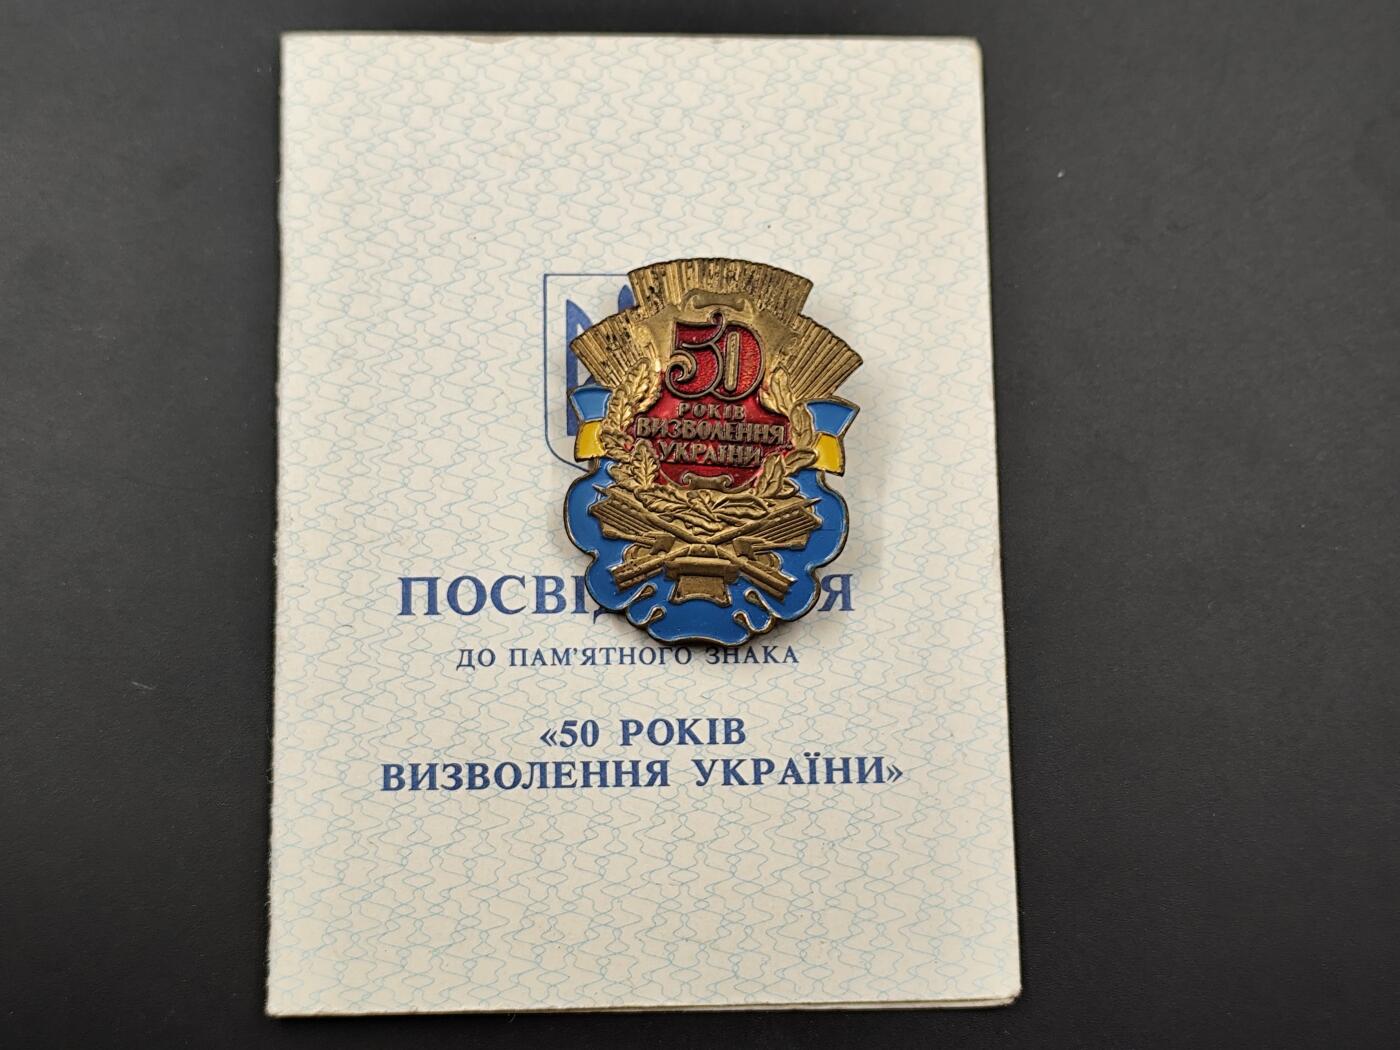 50
РОКІВ
ВИЗВОЛЕННЯ
УКРАЇНИ
ДО ПАМ'ЯТНОГО ЗНАКА
«50 РОКІВ
ВИЗВОЛЕННЯ УКРАЇНИ»